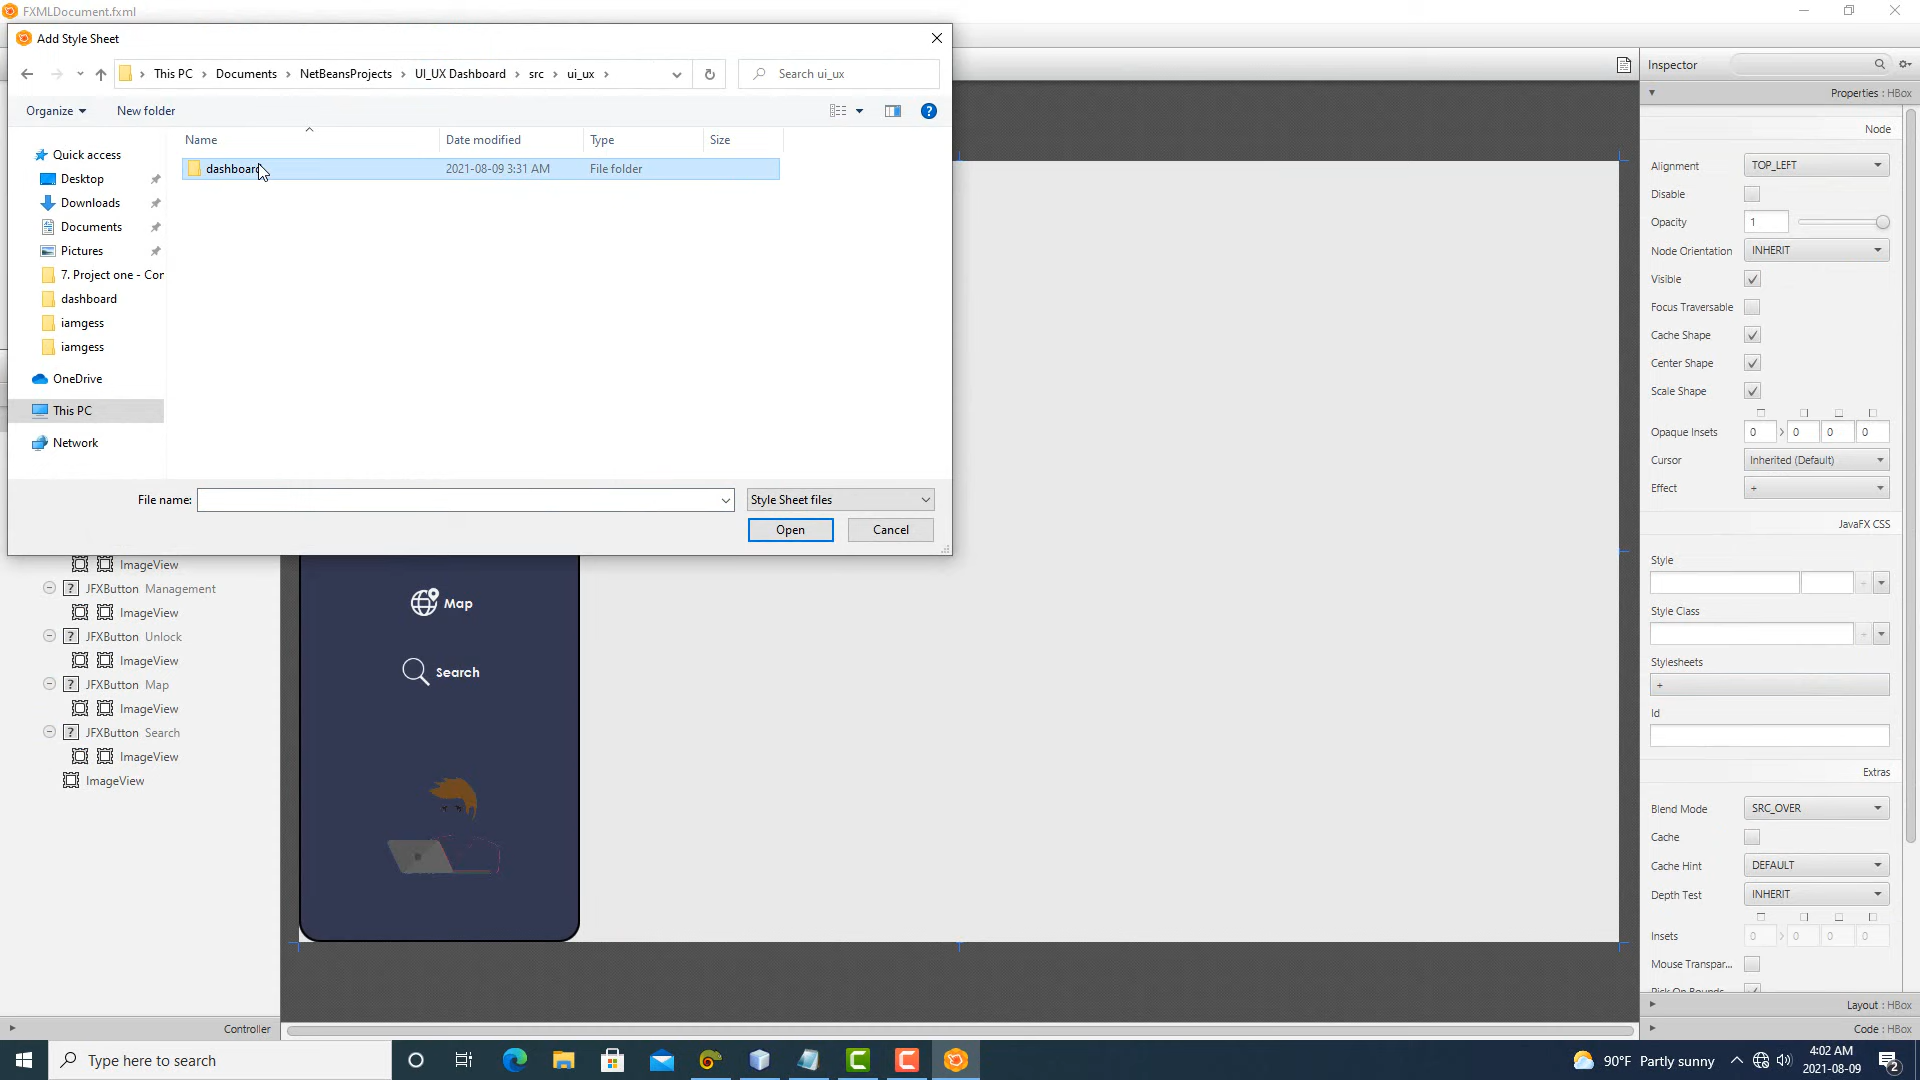 FXMLDocument.fxml
Add Style Sheet
This PC > Documents > NetBeansProjects > UI_UX Dashboard > src > ui_ux >
Search ui_ux
Organize
New folder
Name
Date modified
Type
Size
dashboard
2021-08-09 3:31 AM
File folder
Quick access
Desktop
Downloads
Documents
Pictures
7. Project one - Cor
dashboard
iamgess
iamgess
OneDrive
This PC
Network
File name:
Style Sheet files
Open
Cancel
ImageView
? JFXButton Management
ImageView
? JFXButton Unlock
ImageView
? JFXButton Map
ImageView
? JFXButton Search
ImageView
ImageView
Controller
Map
Search
Inspector
Properties : HBox
Node
Alignment TOP_LEFT
Disable
Opacity 1
Node Orientation INHERIT
Visible
Focus Traversable
Cache Shape
Center Shape
Scale Shape
Opaque Insets 0 > 0 0 0
Cursor Inherited (Default)
Effect +
JavaFX CSS
Style
+
Style Class
+
Stylesheets
+
Id
Extras
Blend Mode SRC_OVER
Cache
Cache Hint DEFAULT
Depth Test INHERIT
Insets 0 > 0 0 0
Mouse Transpar...
Pick On Bounds
Layout : HBox
Code : HBox
Type here to search
90°F Partly sunny
4:02 AM
2021-08-09
2